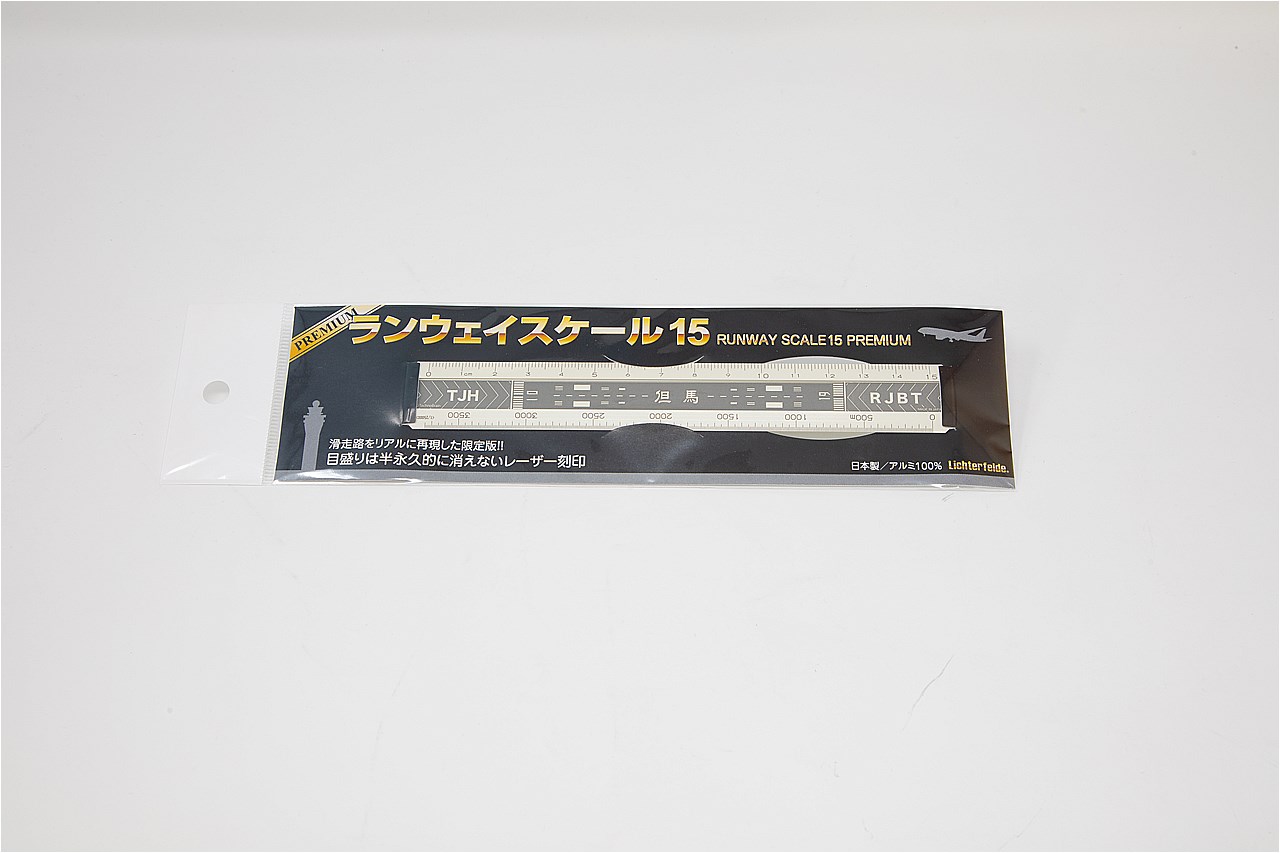 PREMIUM
ランウェイスケール15 RUNWAY SCALE15 PREMIUM
0 1cm 2 3 4 5 6 7 8 9 10 11 12 13 14 15
TJH 但馬 RJBT
3500 3000 2500 2000 1500 1000 500m 0
滑走路をリアルに再現した限定版!!
目盛りは半永久的に消えないレーザー刻印
日本製/アルミ100% Lichterfelde.